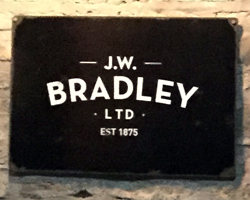 — J.W. —
BRADLEY
· LTD ·
EST 1875